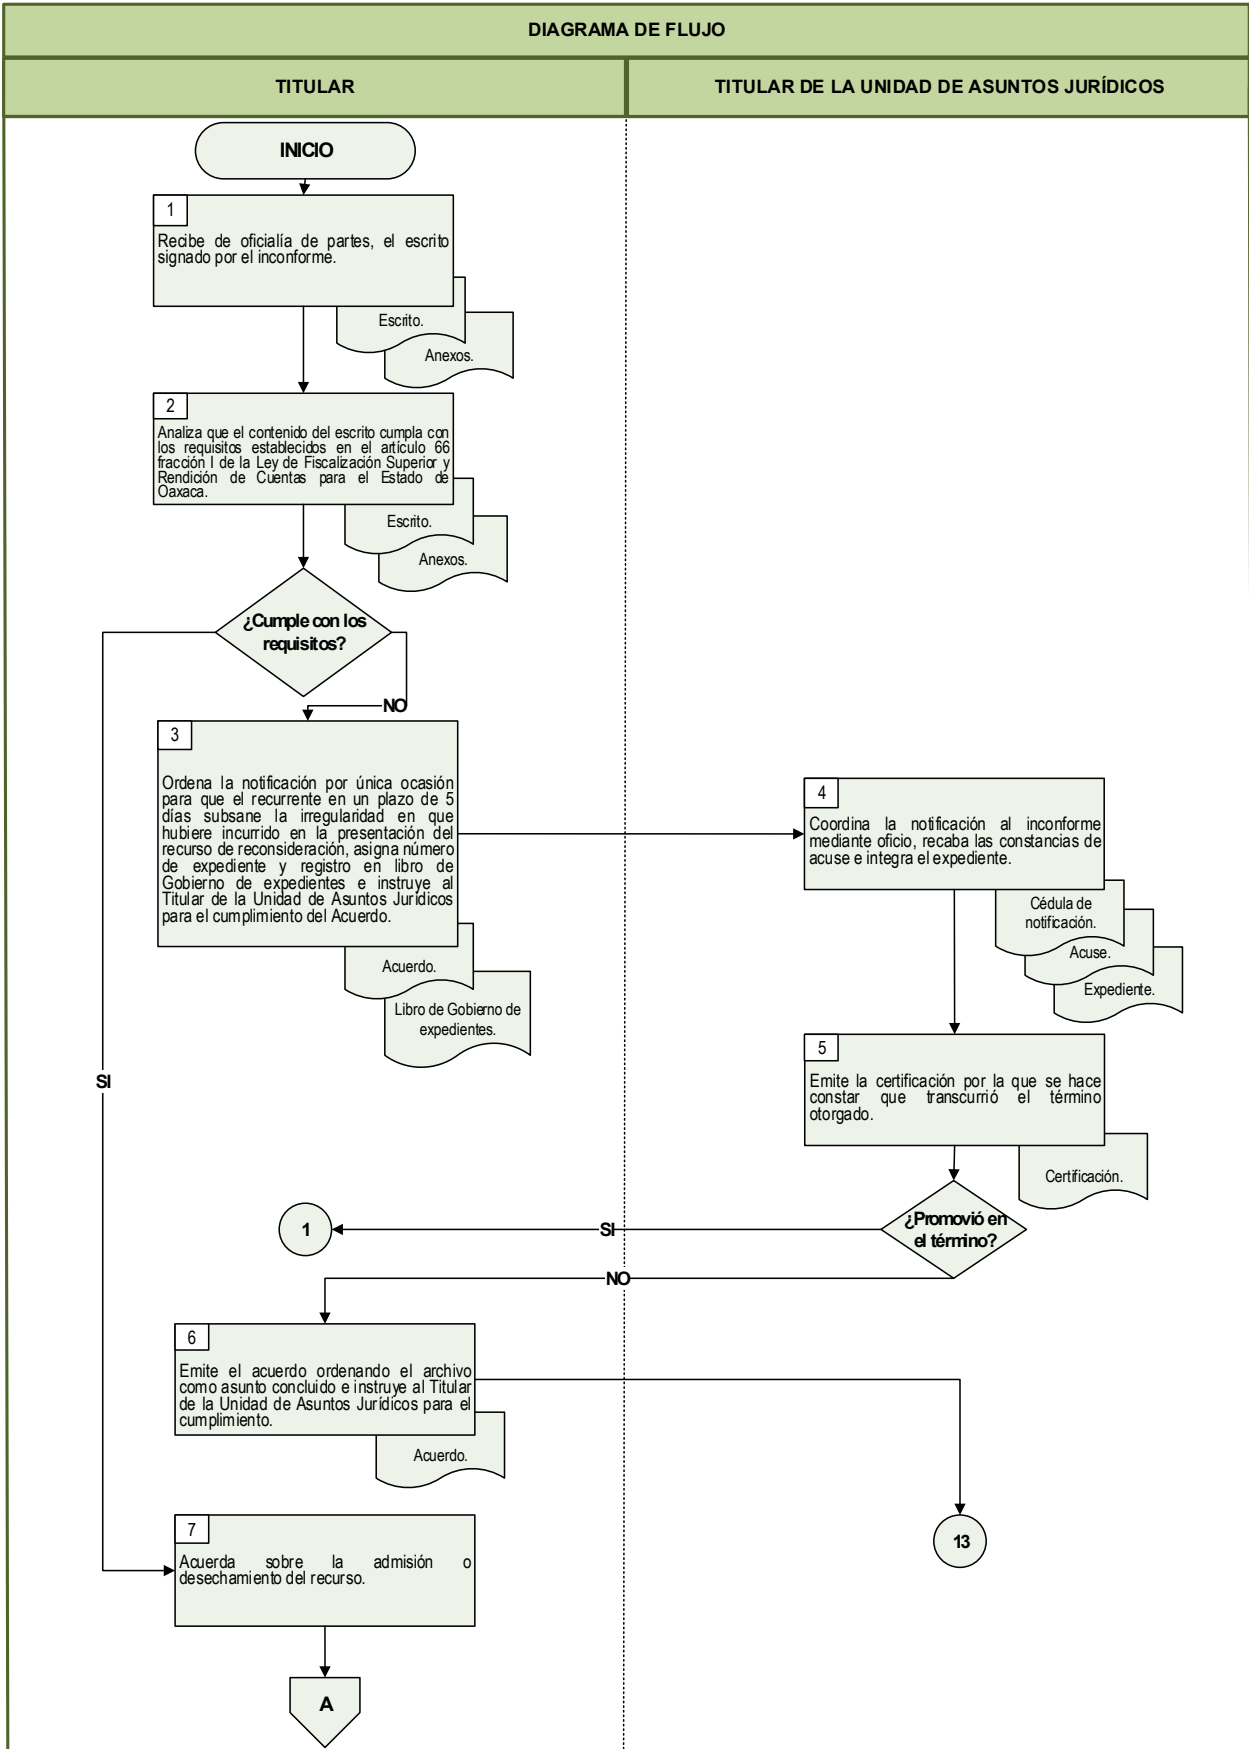 DIAGRAMA DE FLUJO
TITULAR
TITULAR DE LA UNIDAD DE ASUNTOS JURÍDICOS
INICIO
1
Recibe de oficialía de partes, el escrito
signado por el inconforme.
Escrito.
Anexos.
2
Analiza que el contenido del escrito cumpla con
los requisitos establecidos en el artículo 66
fracción I de la Ley de Fiscalización Superior y
Rendición de Cuentas para el Estado de
Oaxaca.
Escrito.
Anexos.
¿Cumple con los
requisitos?
NO
3
Ordena la notificación por única ocasión
para que el recurrente en un plazo de 5
días subsane la irregularidad en que
hubiere incurrido en la presentación del
recurso de reconsideración, asigna número
de expediente y registro en libro de
Gobierno de expedientes e instruye al
Titular de la Unidad de Asuntos Jurídicos
para el cumplimiento del Acuerdo.
Acuerdo.
Libro de Gobierno de
expedientes.
4
Coordina la notificación al inconforme
mediante oficio, recaba las constancias de
acuse e integra el expediente.
Cédula de
notificación.
Acuse.
Expediente.
5
Emite la certificación por la que se hace
constar que transcurrió el término
otorgado.
Certificación.
SI
¿Promovió en
el término?
SI
1
NO
6
Emite el acuerdo ordenando el archivo
como asunto concluido e instruye al Titular
de la Unidad de Asuntos Jurídicos para el
cumplimiento.
Acuerdo.
13
7
Acuerda sobre la admisión o
desechamiento del recurso.
A